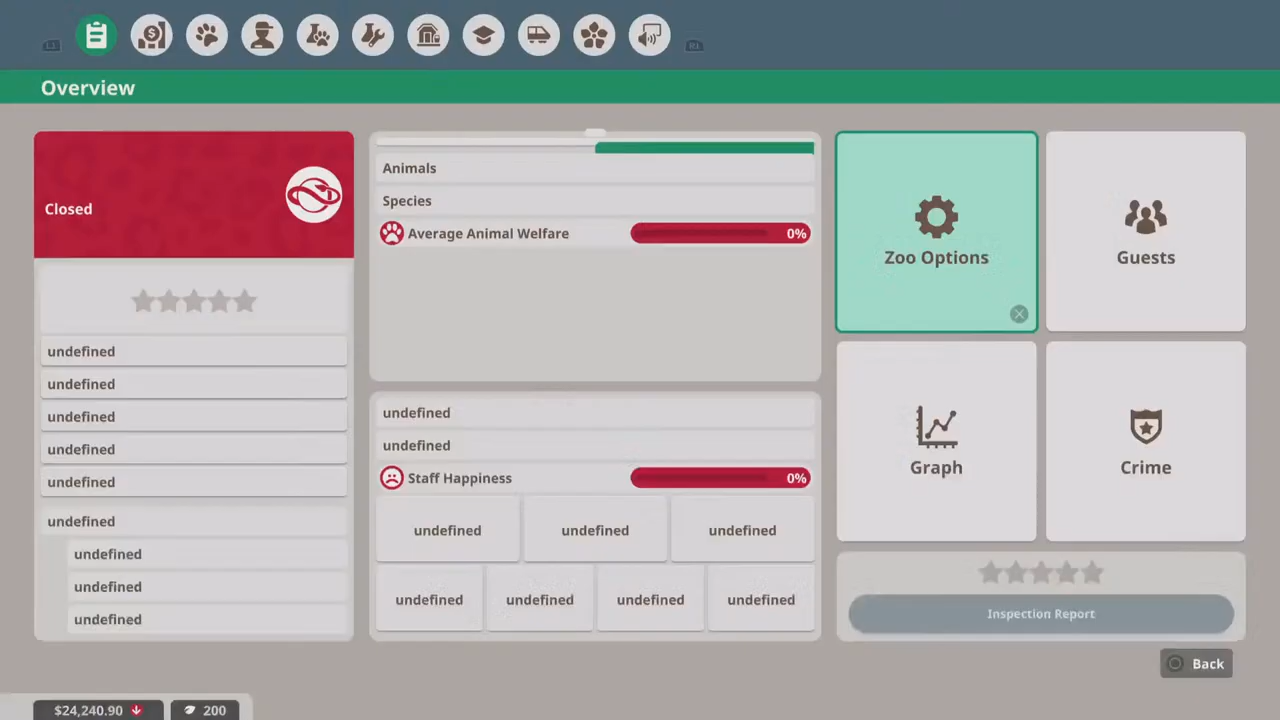 Overview
Closed
undefined
undefined
undefined
undefined
undefined
undefined
undefined
undefined
undefined
Animals
Species
Average Animal Welfare 0%
undefined
undefined
Staff Happiness 0%
undefined undefined undefined
undefined undefined undefined undefined
Zoo Options
Guests
Graph
Crime
Inspection Report
Back
$24,240.90 200